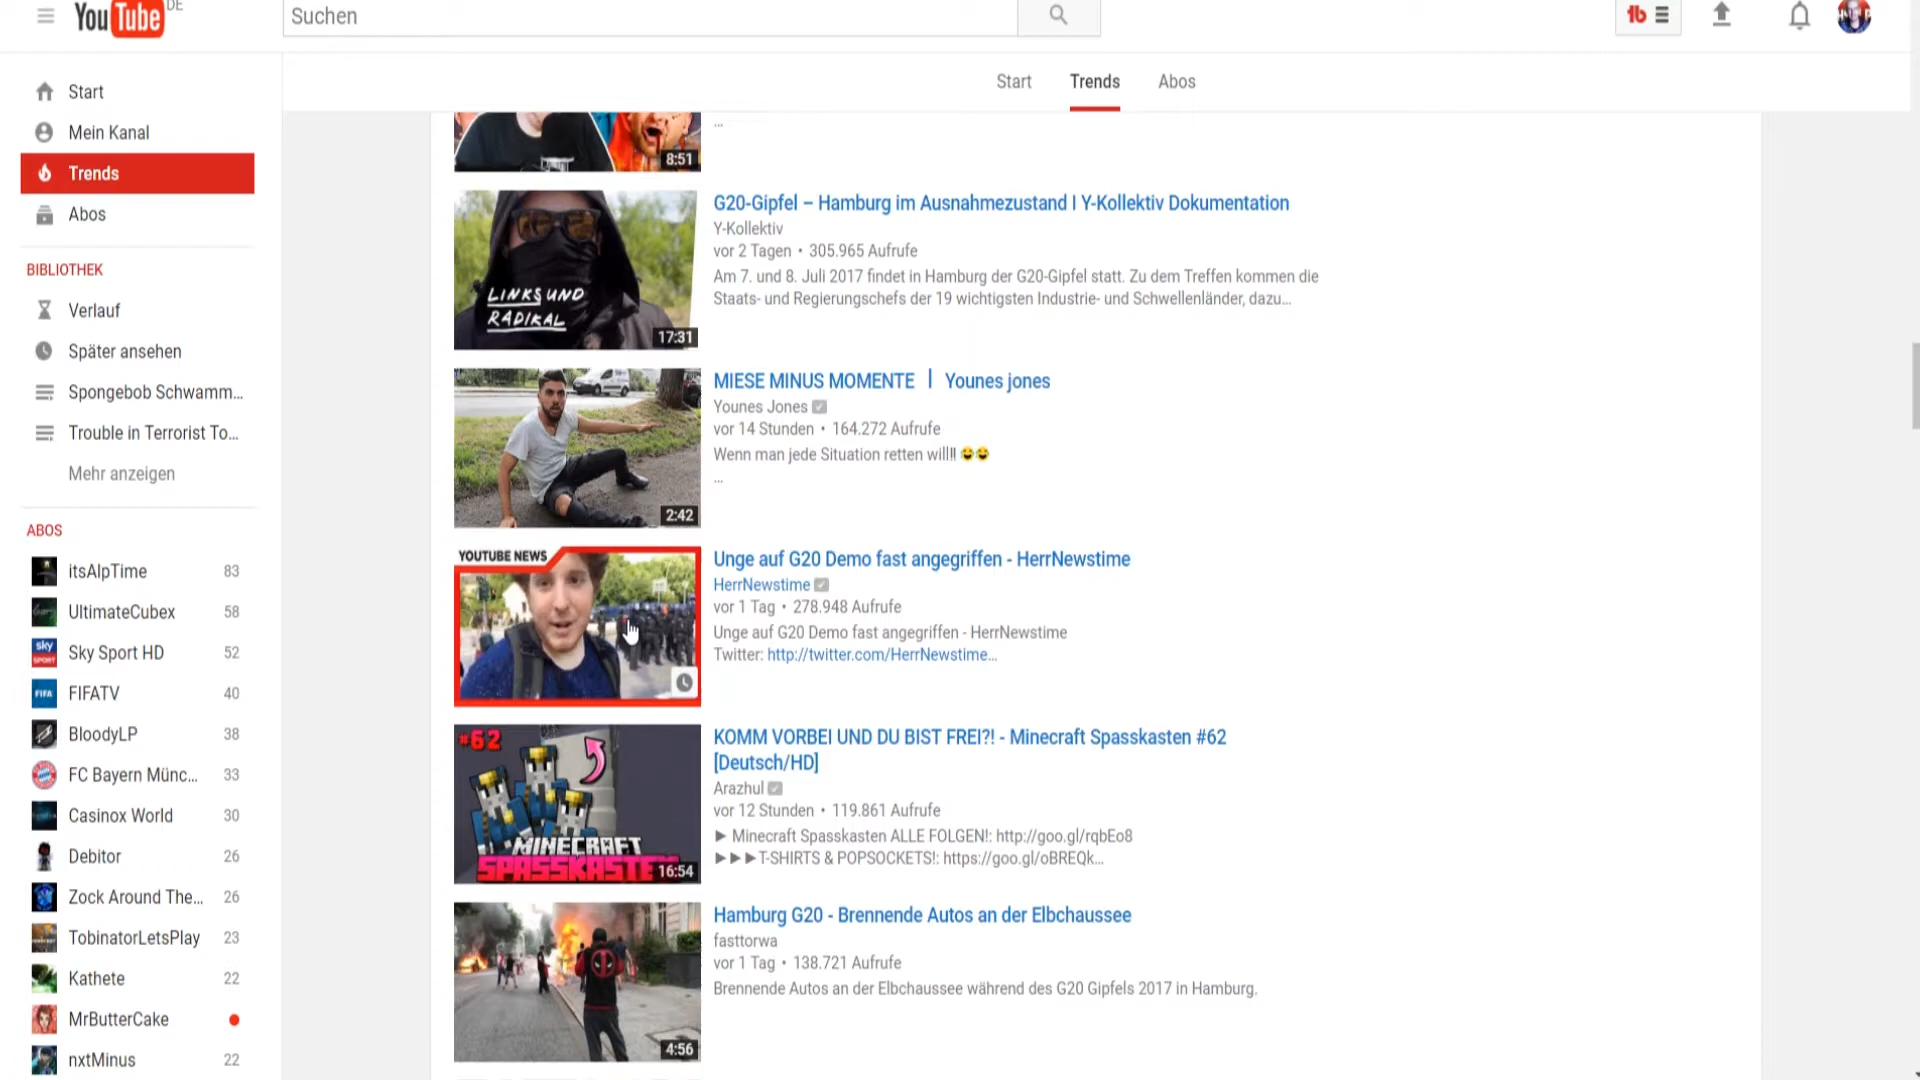 YouTube DE
Suchen
Start
Trends
Abos
Start
Mein Kanal
Trends
Abos
BIBLIOTHEK
Verlauf
Später ansehen
Spongebob Schwamm...
Trouble in Terrorist To...
Mehr anzeigen
ABOS
itsAlpTime 83
UltimateCubex 58
sky SPORT Sky Sport HD 52
FIFA FIFATV 40
BloodyLP 38
FC Bayern Münc... 33
Casinox World 30
Debitor 26
Zock Around The... 26
TobinatorLetsPlay 23
Kathete 22
MrButterCake
nxtMinus 22
8:51
...
LINKS UND
RADIKAL
17:31
G20-Gipfel – Hamburg im Ausnahmezustand I Y-Kollektiv Dokumentation
Y-Kollektiv
vor 2 Tagen • 305.965 Aufrufe
Am 7. und 8. Juli 2017 findet in Hamburg der G20-Gipfel statt. Zu dem Treffen kommen die
Staats- und Regierungschefs der 19 wichtigsten Industrie- und Schwellenländer, dazu...
2:42
MIESE MINUS MOMENTE | Younes jones
Younes Jones
vor 14 Stunden • 164.272 Aufrufe
Wenn man jede Situation retten will!! 😂😂
...
YOUTUBE NEWS
Unge auf G20 Demo fast angegriffen - HerrNewstime
HerrNewstime
vor 1 Tag • 278.948 Aufrufe
Unge auf G20 Demo fast angegriffen - HerrNewstime
Twitter: http://twitter.com/HerrNewstime...
#62
MINECRAFT
SPASSKASTEN
16:54
KOMM VORBEI UND DU BIST FREI?! - Minecraft Spasskasten #62
[Deutsch/HD]
Arazhul
vor 12 Stunden • 119.861 Aufrufe
► Minecraft Spasskasten ALLE FOLGEN!: http://goo.gl/rqbEo8
►►►T-SHIRTS & POPSOCKETS!: https://goo.gl/oBREQk...
4:56
Hamburg G20 - Brennende Autos an der Elbchaussee
fasttorwa
vor 1 Tag • 138.721 Aufrufe
Brennende Autos an der Elbchaussee während des G20 Gipfels 2017 in Hamburg.